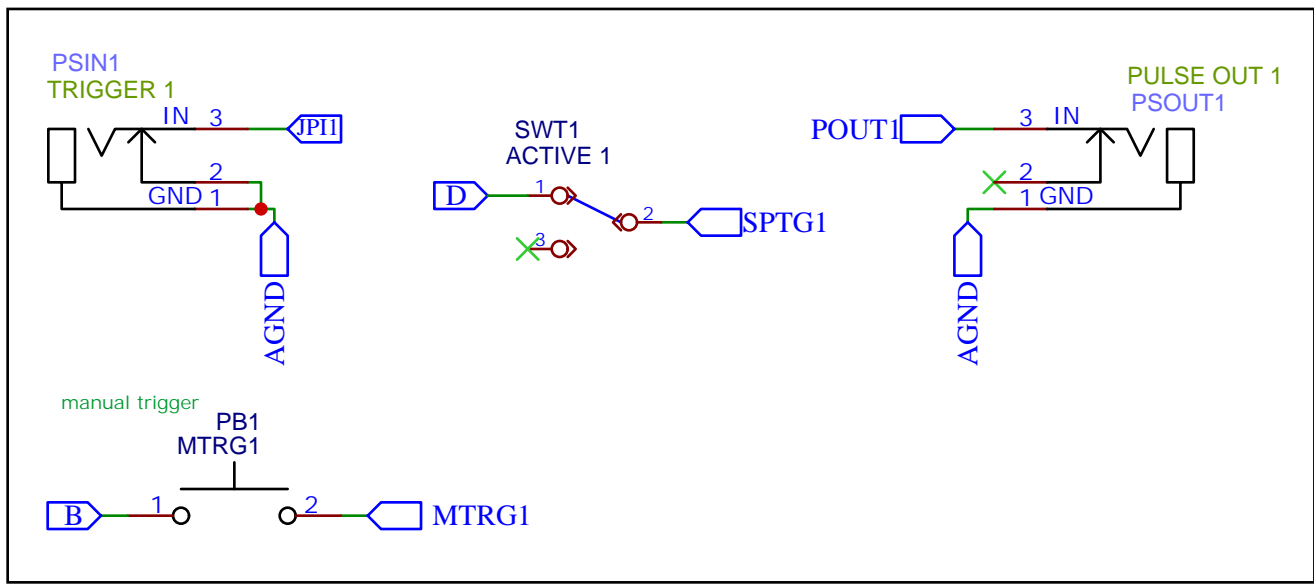 PSIN1
TRIGGER 1
IN 3 JPI1
2
GND 1
AGND
SWT1
ACTIVE 1
D 1
2 SPTG1
3
PULSE OUT 1
PSOUT1
POUT1 3 IN
2
1 GND
AGND
manual trigger
PB1
MTRG1
B 1 2 MTRG1